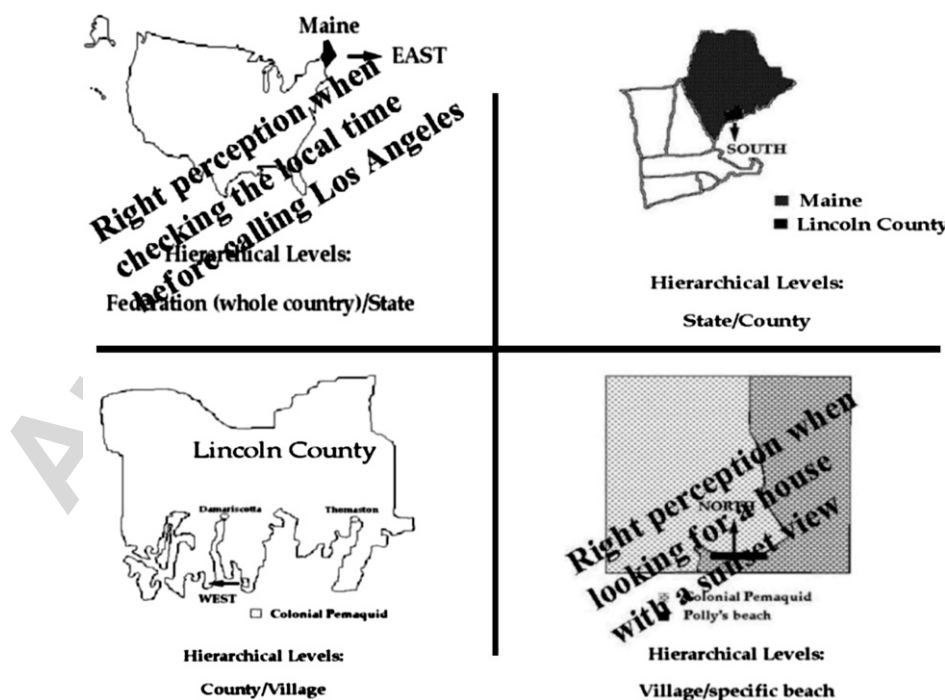 Maine
EAST
Right perception when
checking the local time
before calling Los Angeles
Hierarchical Levels:
Federation (whole country)/State
SOUTH
Maine
Lincoln County
Hierarchical Levels:
State/County
Lincoln County
Damariscotta
Thomaston
WEST
Colonial Pemaquid
Hierarchical Levels:
County/Village
NORTH
Right perception when
looking for a house
with a sunset view
Colonial Pemaquid
Polly's beach
Hierarchical Levels:
Village/specific beach